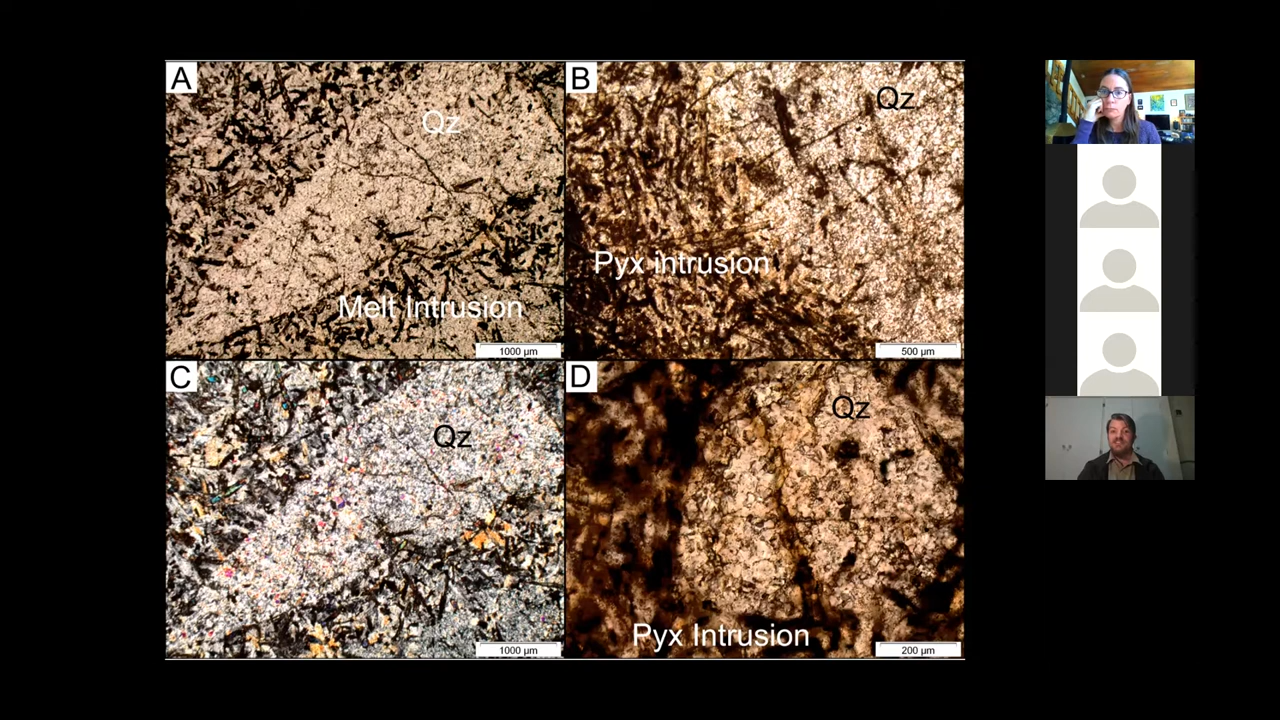 A
Qz
Melt Intrusion
1000 µm
B
Qz
Pyx intrusion
500 µm
C
Qz
1000 µm
D
Qz
Pyx Intrusion
200 µm